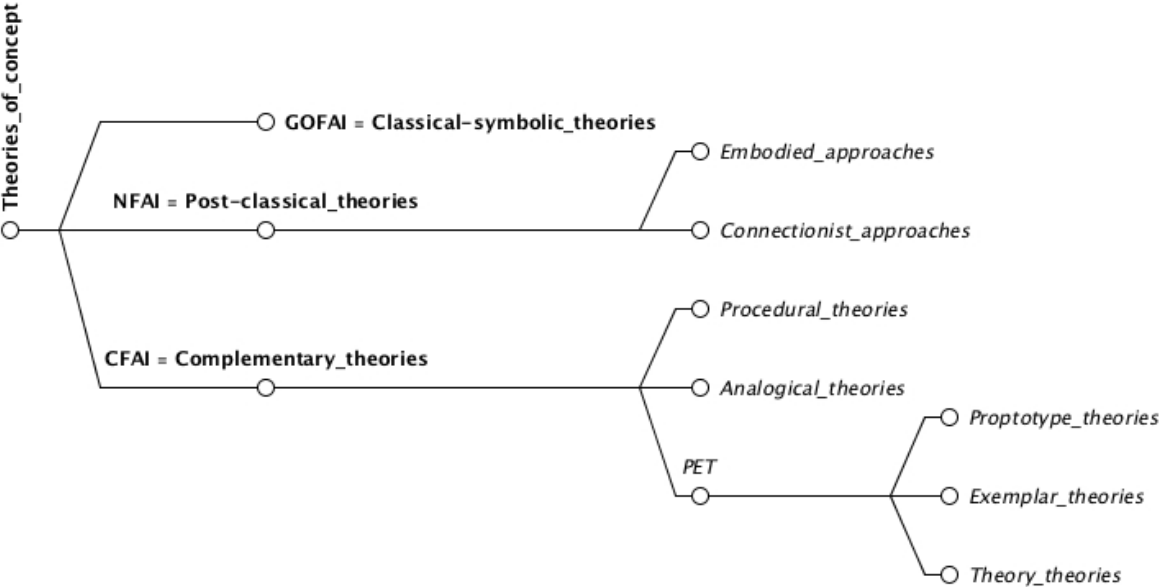 Theories_of_concept
GOFAI = Classical-symbolic_theories
NFAI = Post-classical_theories
Embodied_approaches
Connectionist_approaches
CFAI = Complementary_theories
Procedural_theories
Analogical_theories
PET
Proptotype_theories
Exemplar_theories
Theory_theories